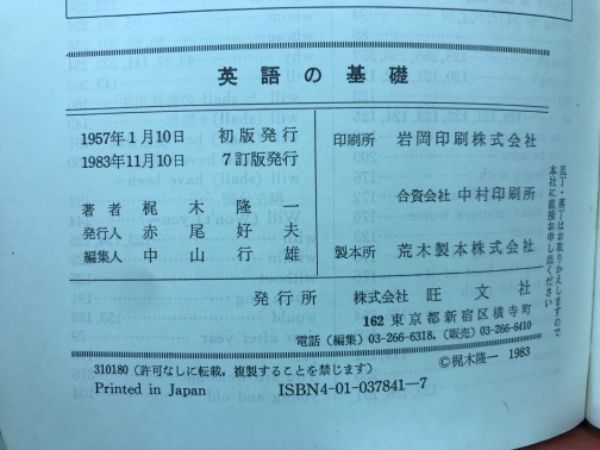 英語の基礎
1957年1月10日 初版発行
1983年11月10日 7訂版発行
著者 梶木隆一
発行人 赤尾好夫
編集人 中山行雄
印刷所 岩岡印刷株式会社
合資会社 中村印刷所
製本所 荒木製本株式会社
発行所 株式会社 旺文社
162 東京都新宿区横寺町
電話(編集) 03-266-6318、(販売) 03-266-6410
310180 (許可なしに転載，複製することを禁じます)
©梶木隆一 1983
Printed in Japan ISBN4-01-037841-7
乱丁・落丁はお取りかえしますので
本社に直接お申し出ください